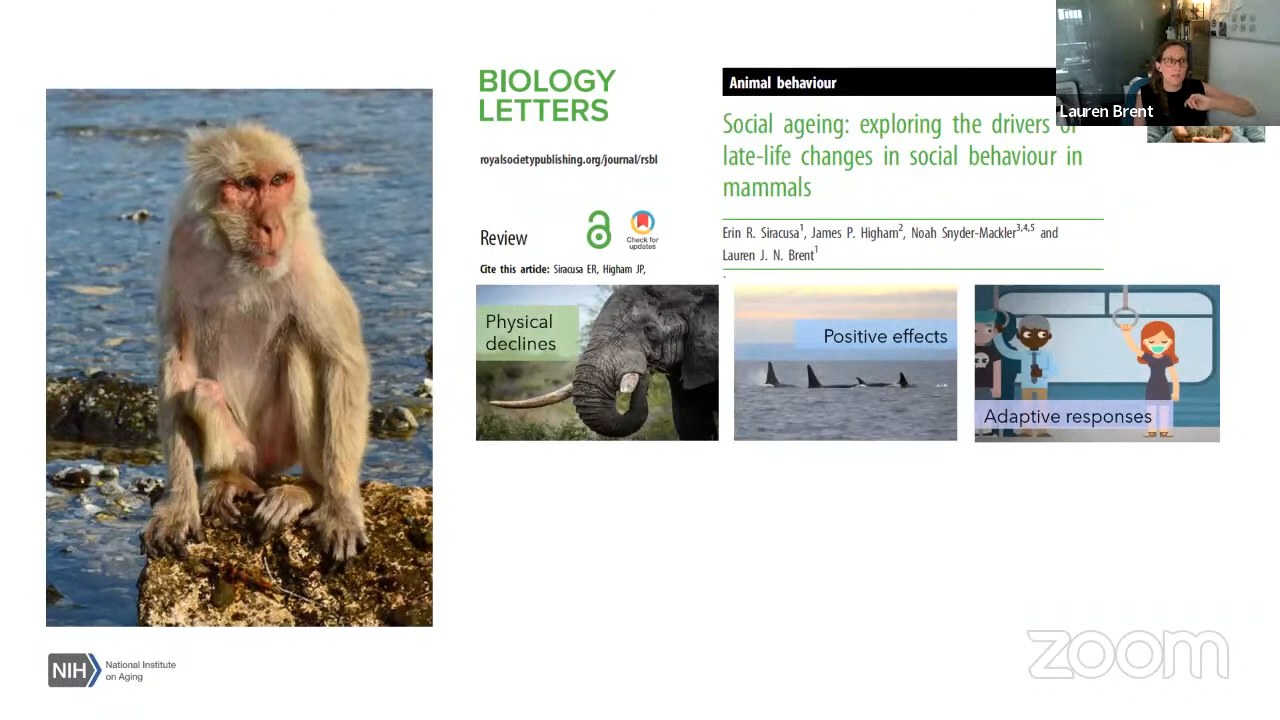 BIOLOGY
LETTERS
royalsocietypublishing.org/journal/rsbl
Review
Check for
updates
Cite this article: Siracusa ER, Higham JP,
Animal behaviour
Social ageing: exploring the drivers of
late-life changes in social behaviour in
mammals
Erin R. Siracusa1, James P. Higham2, Noah Snyder-Mackler3,4,5 and
Lauren J. N. Brent1
Lauren Brent
Physical
declines
Positive effects
Adaptive responses
NIH National Institute
on Aging
zoom